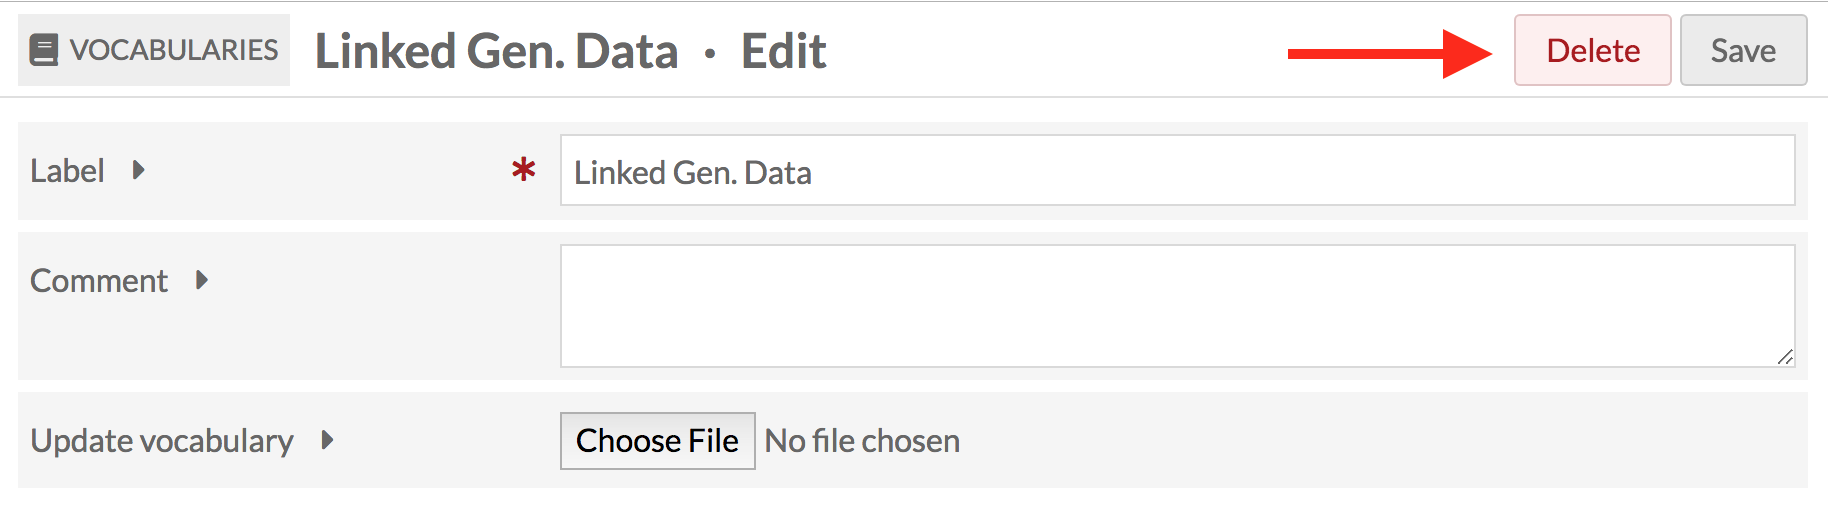 VOCABULARIES Linked Gen. Data · Edit Delete Save
Label * Linked Gen. Data
Comment
Update vocabulary Choose File No file chosen